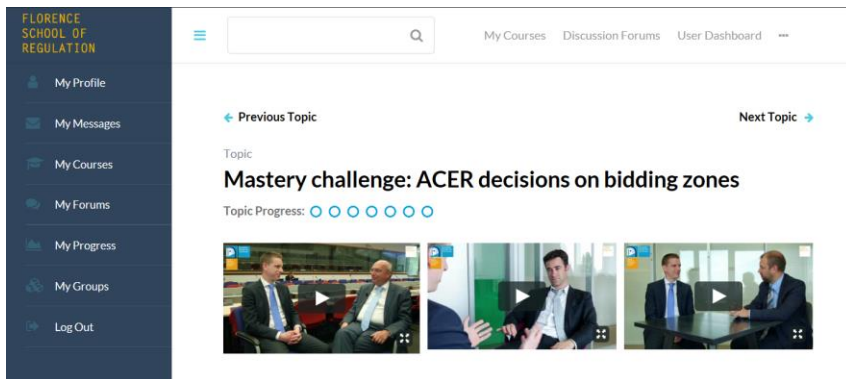 FLORENCE
SCHOOL OF
REGULATION
My Courses Discussion Forums User Dashboard
My Profile
My Messages
My Courses
My Forums
My Progress
My Groups
Log Out
Previous Topic
Next Topic
Topic
Mastery challenge: ACER decisions on bidding zones
Topic Progress: